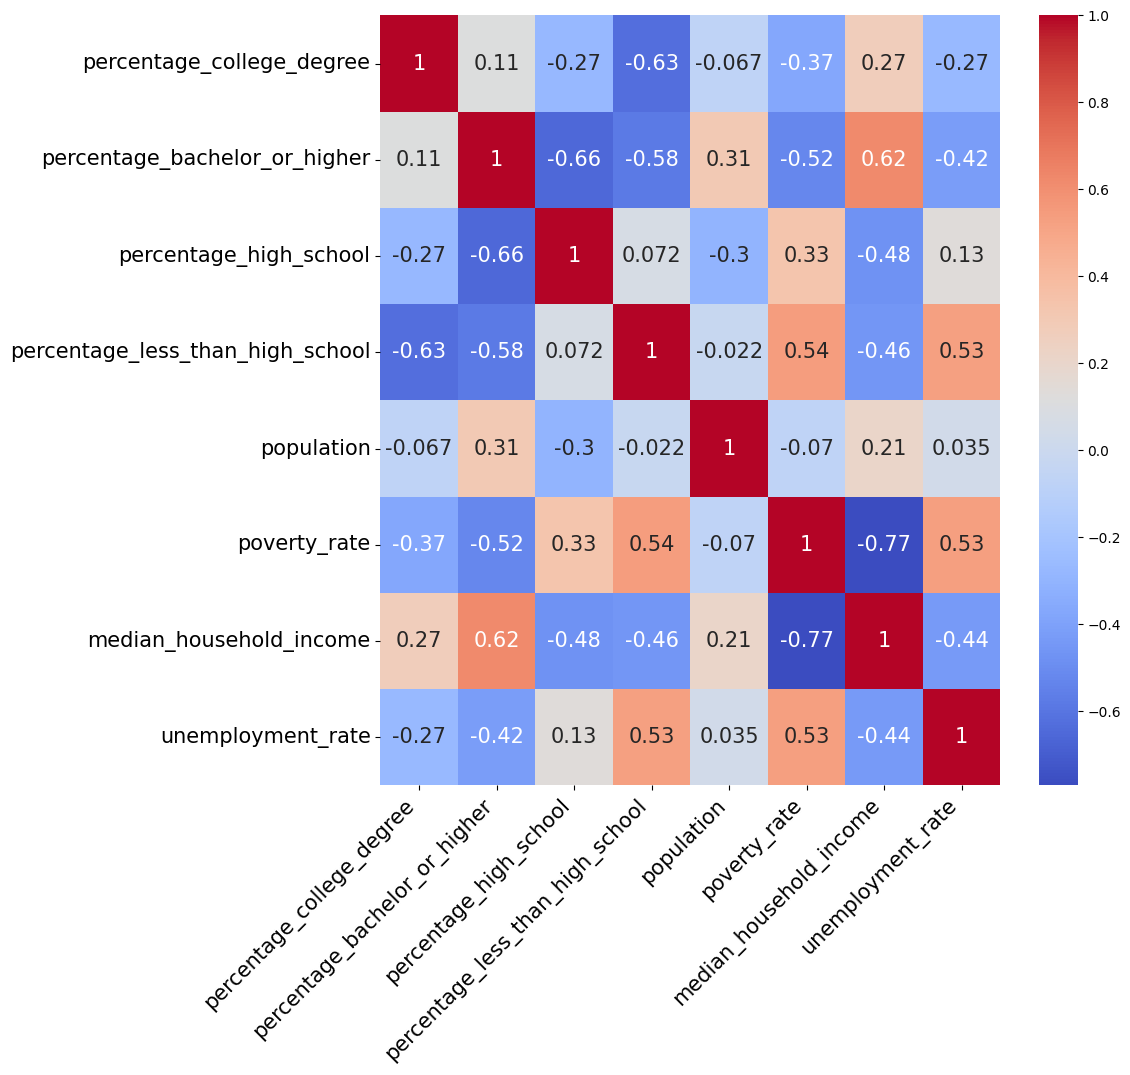 percentage_college_degree 1 0.11 -0.27 -0.63 -0.067 -0.37 0.27 -0.27
percentage_bachelor_or_higher 0.11 1 -0.66 -0.58 0.31 -0.52 0.62 -0.42
percentage_high_school -0.27 -0.66 1 0.072 -0.3 0.33 -0.48 0.13
percentage_less_than_high_school -0.63 -0.58 0.072 1 -0.022 0.54 -0.46 0.53
population -0.067 0.31 -0.3 -0.022 1 -0.07 0.21 0.035
poverty_rate -0.37 -0.52 0.33 0.54 -0.07 1 -0.77 0.53
median_household_income 0.27 0.62 -0.48 -0.46 0.21 -0.77 1 -0.44
unemployment_rate -0.27 -0.42 0.13 0.53 0.035 0.53 -0.44 1
percentage_college_degree
percentage_bachelor_or_higher
percentage_high_school
percentage_less_than_high_school
population
poverty_rate
median_household_income
unemployment_rate
1.0
0.8
0.6
0.4
0.2
0.0
−0.2
−0.4
−0.6